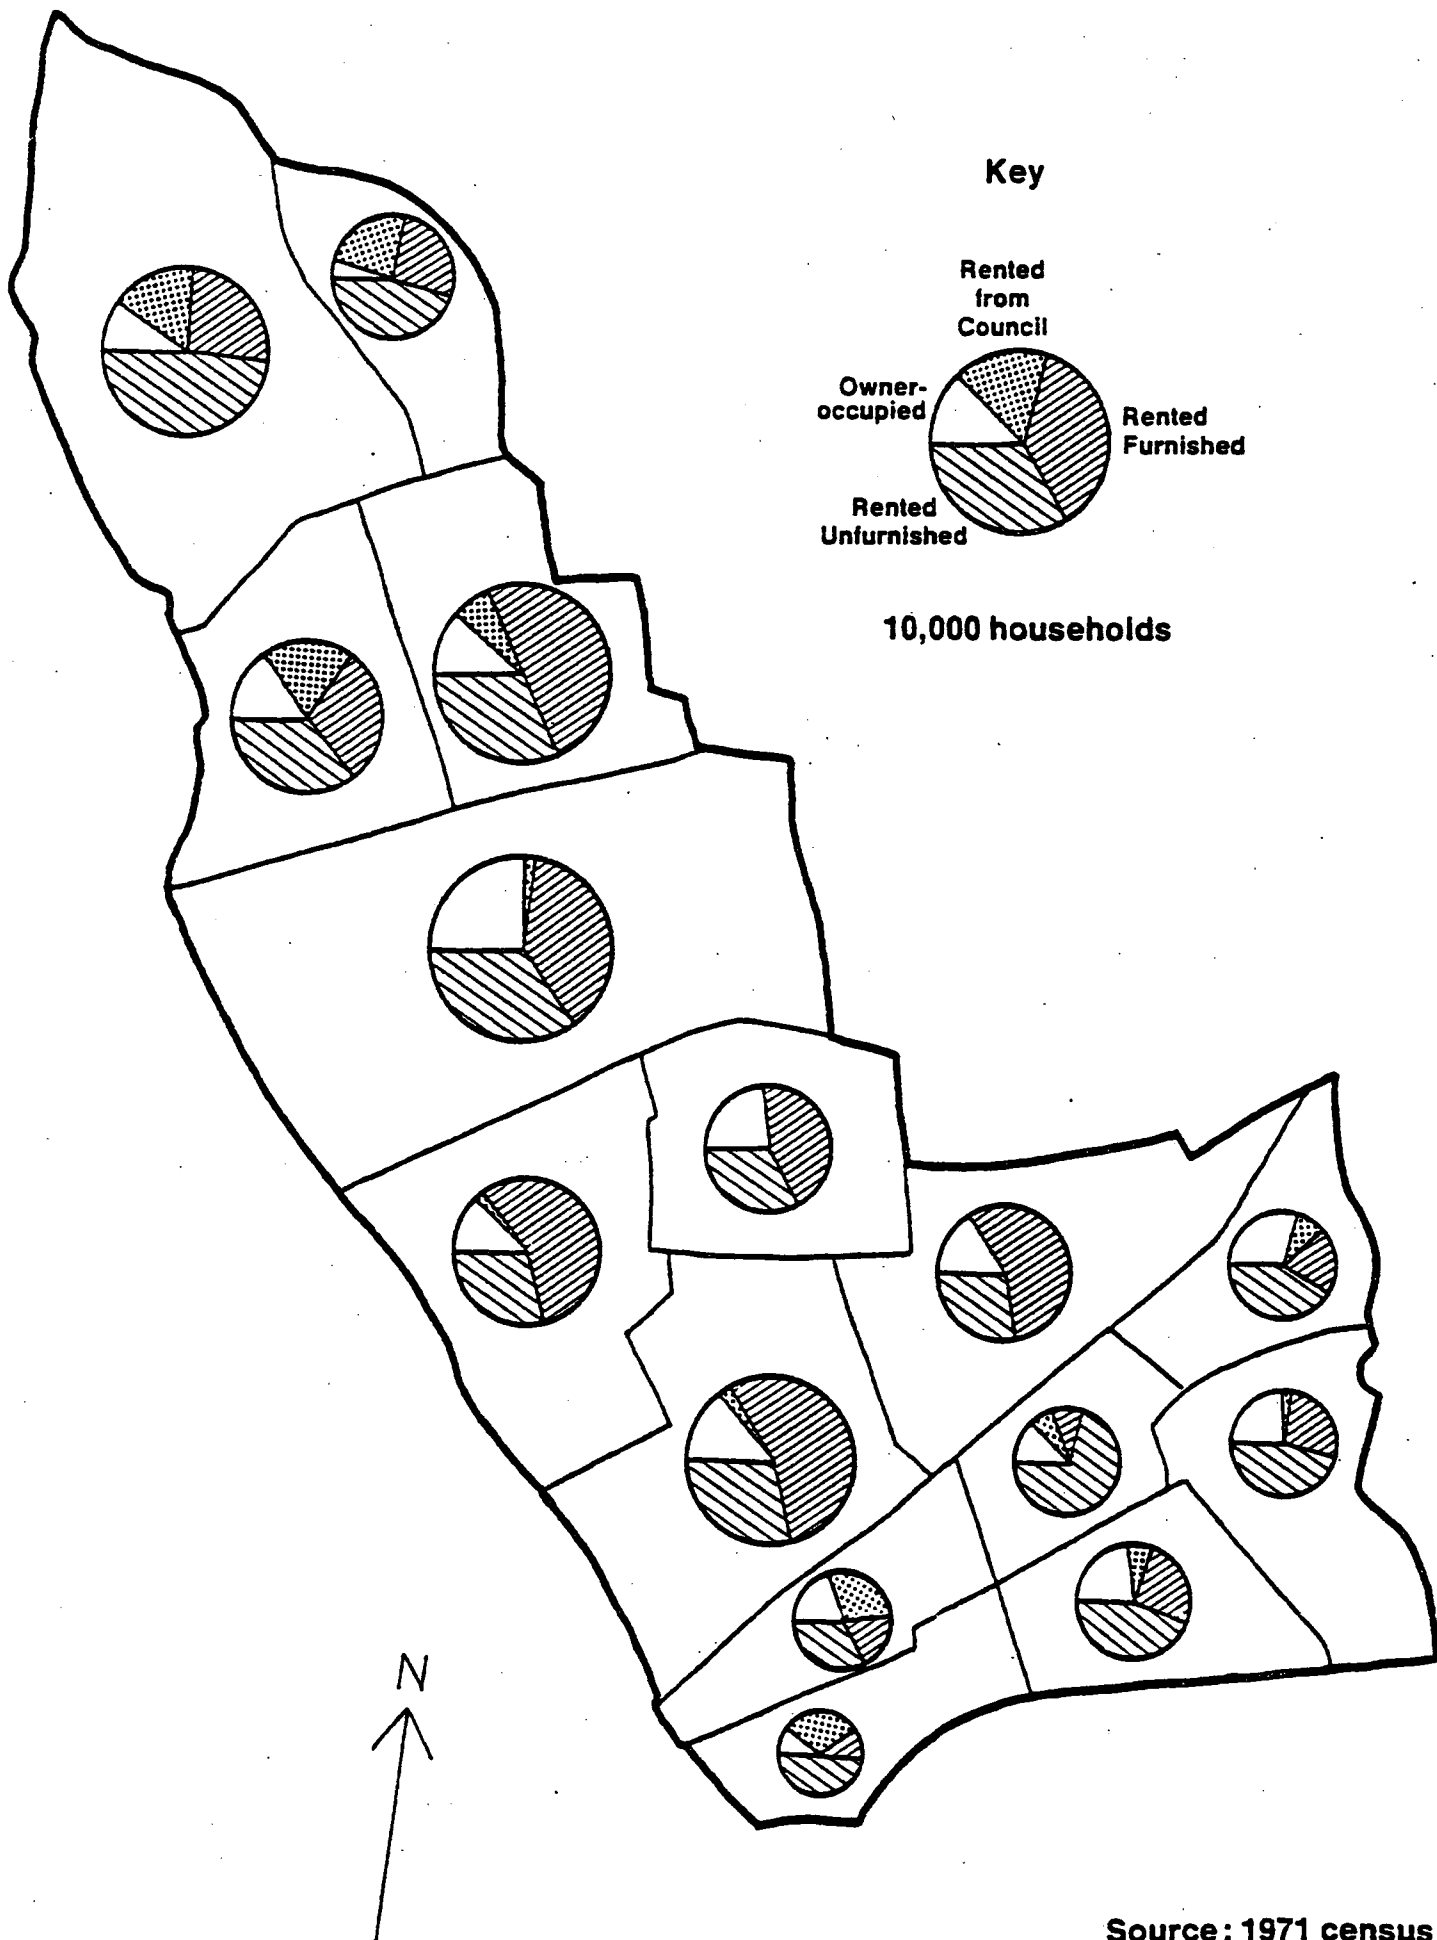 Key
Rented
from
Council
Owner-
occupied
Rented
Furnished
Rented
Unfurnished
10,000 households
N
Source: 1971 census